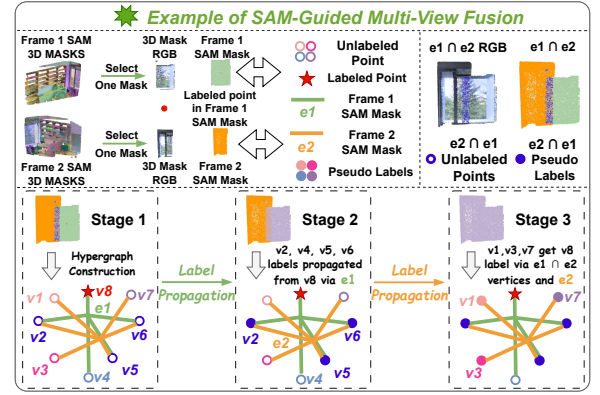 Example of SAM-Guided Multi-View Fusion
Frame 1 SAM
3D MASKS
Select
One Mask
3D Mask
RGB
Frame 1
SAM Mask
Labeled point
in Frame 1
SAM Mask
Frame 2 SAM
3D MASKS
Select
One Mask
3D Mask
RGB
Frame 2
SAM Mask
Unlabeled
Point
Labeled Point
e1
Frame 1
SAM Mask
e2
Frame 2
SAM Mask
Pseudo Labels
e1 ∩ e2 RGB
e1 ∩ e2
e2 ∩ e1
Unlabeled
Points
e2 ∩ e1
Pseudo
Labels
Stage 1
Hypergraph
Construction
v1
v8
v7
e1
v2
v6
v3
v5
v4
Label
Propagation
Stage 2
v2, v4, v5, v6
labels propagated
from v8 via e1
v2
v6
e2
v5
v4
Label
Propagation
Stage 3
v1,v3,v7 get v8
label via e1 ∩ e2
vertices and e2
v1
v7
v3